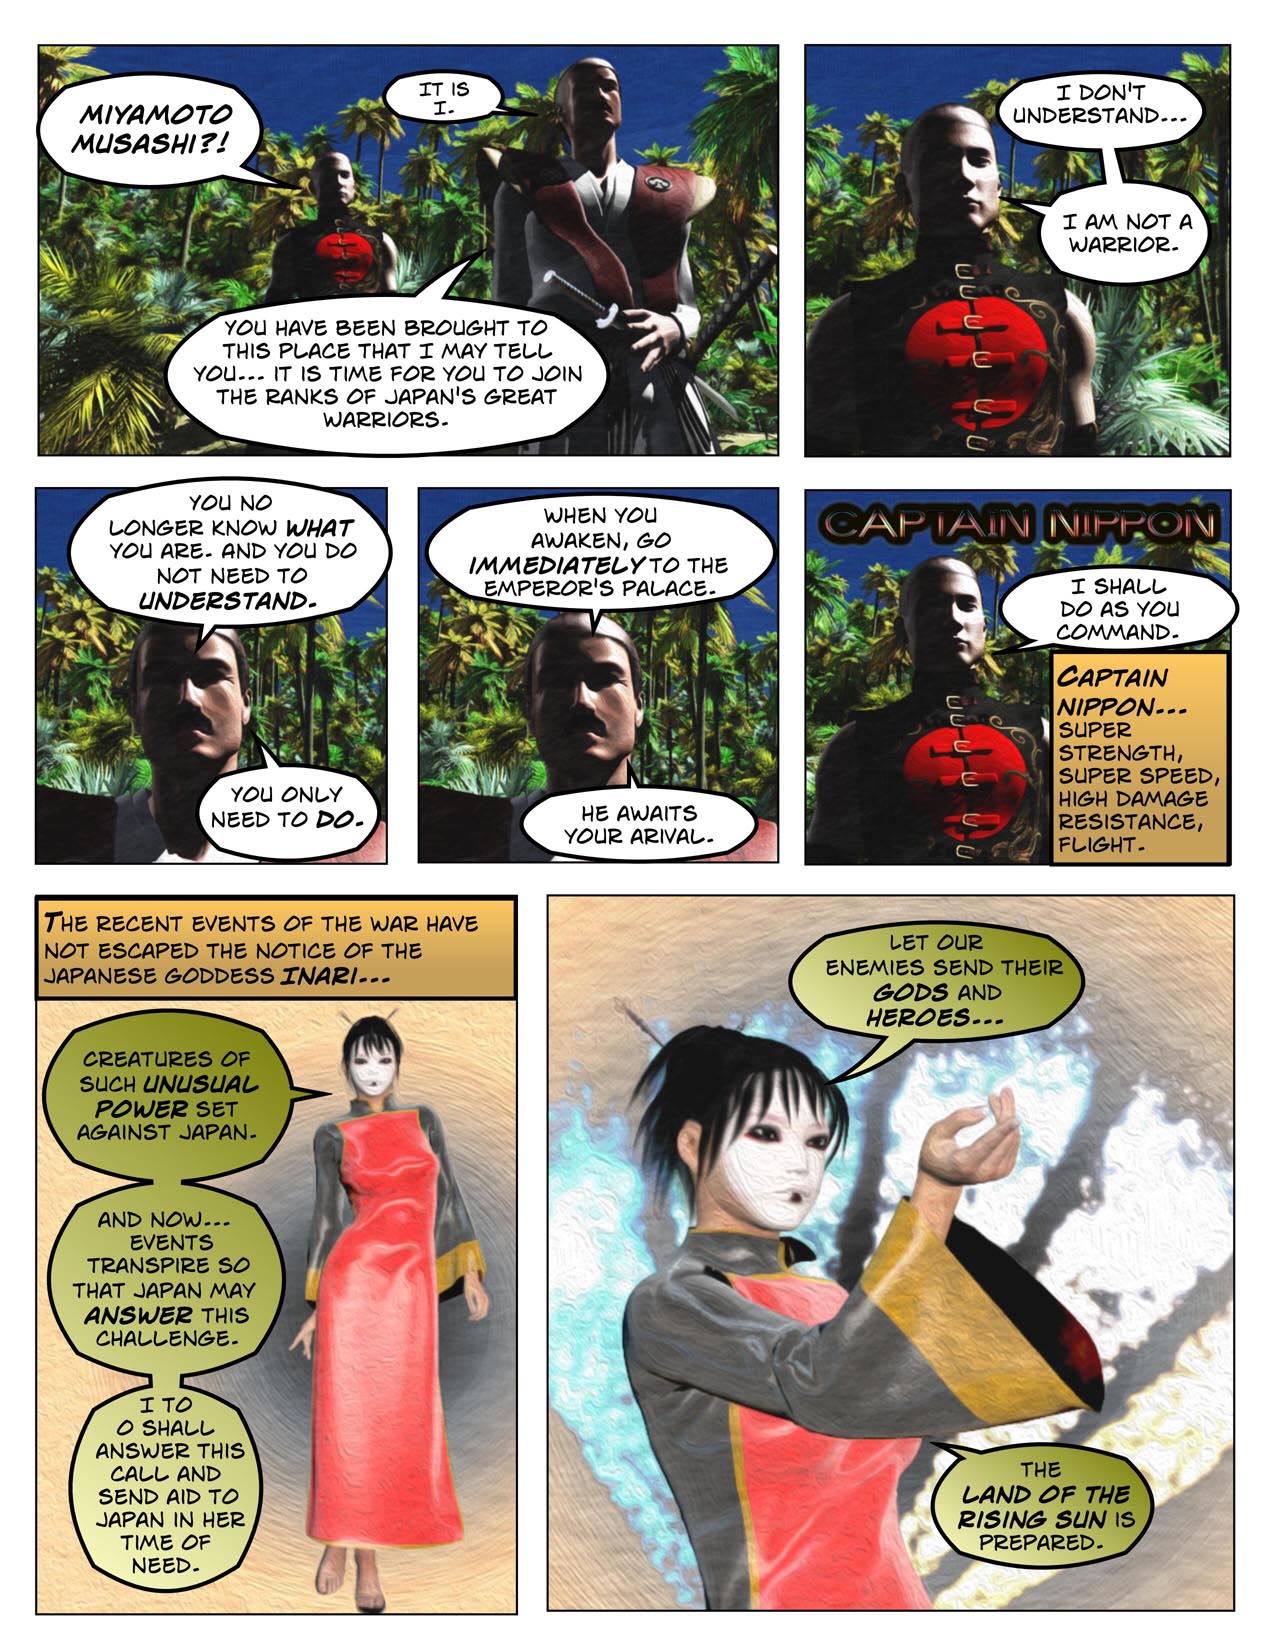 MIYAMOTO
MUSASHI?!
IT IS
I.
YOU HAVE BEEN BROUGHT TO
THIS PLACE THAT I MAY TELL
YOU... IT IS TIME FOR YOU TO JOIN
THE RANKS OF JAPAN'S GREAT
WARRIORS.
I DON'T
UNDERSTAND...
I AM NOT A
WARRIOR.
YOU NO
LONGER KNOW WHAT
YOU ARE. AND YOU DO
NOT NEED TO
UNDERSTAND.
YOU ONLY
NEED TO DO.
WHEN YOU
AWAKEN, GO
IMMEDIATELY TO THE
EMPEROR'S PALACE.
HE AWAITS
YOUR ARIVAL.
CAPTAIN NIPPON
I SHALL
DO AS YOU
COMMAND.
CAPTAIN
NIPPON...
SUPER
STRENGTH,
SUPER SPEED,
HIGH DAMAGE
RESISTANCE,
FLIGHT.
THE RECENT EVENTS OF THE WAR HAVE
NOT ESCAPED THE NOTICE OF THE
JAPANESE GODDESS INARI...
CREATURES OF
SUCH UNUSUAL
POWER SET
AGAINST JAPAN.
AND NOW...
EVENTS
TRANSPIRE SO
THAT JAPAN MAY
ANSWER THIS
CHALLENGE.
I TO
O SHALL
ANSWER THIS
CALL AND
SEND AID TO
JAPAN IN HER
TIME OF
NEED.
LET OUR
ENEMIES SEND THEIR
GODS AND
HEROES...
THE
LAND OF THE
RISING SUN IS
PREPARED.